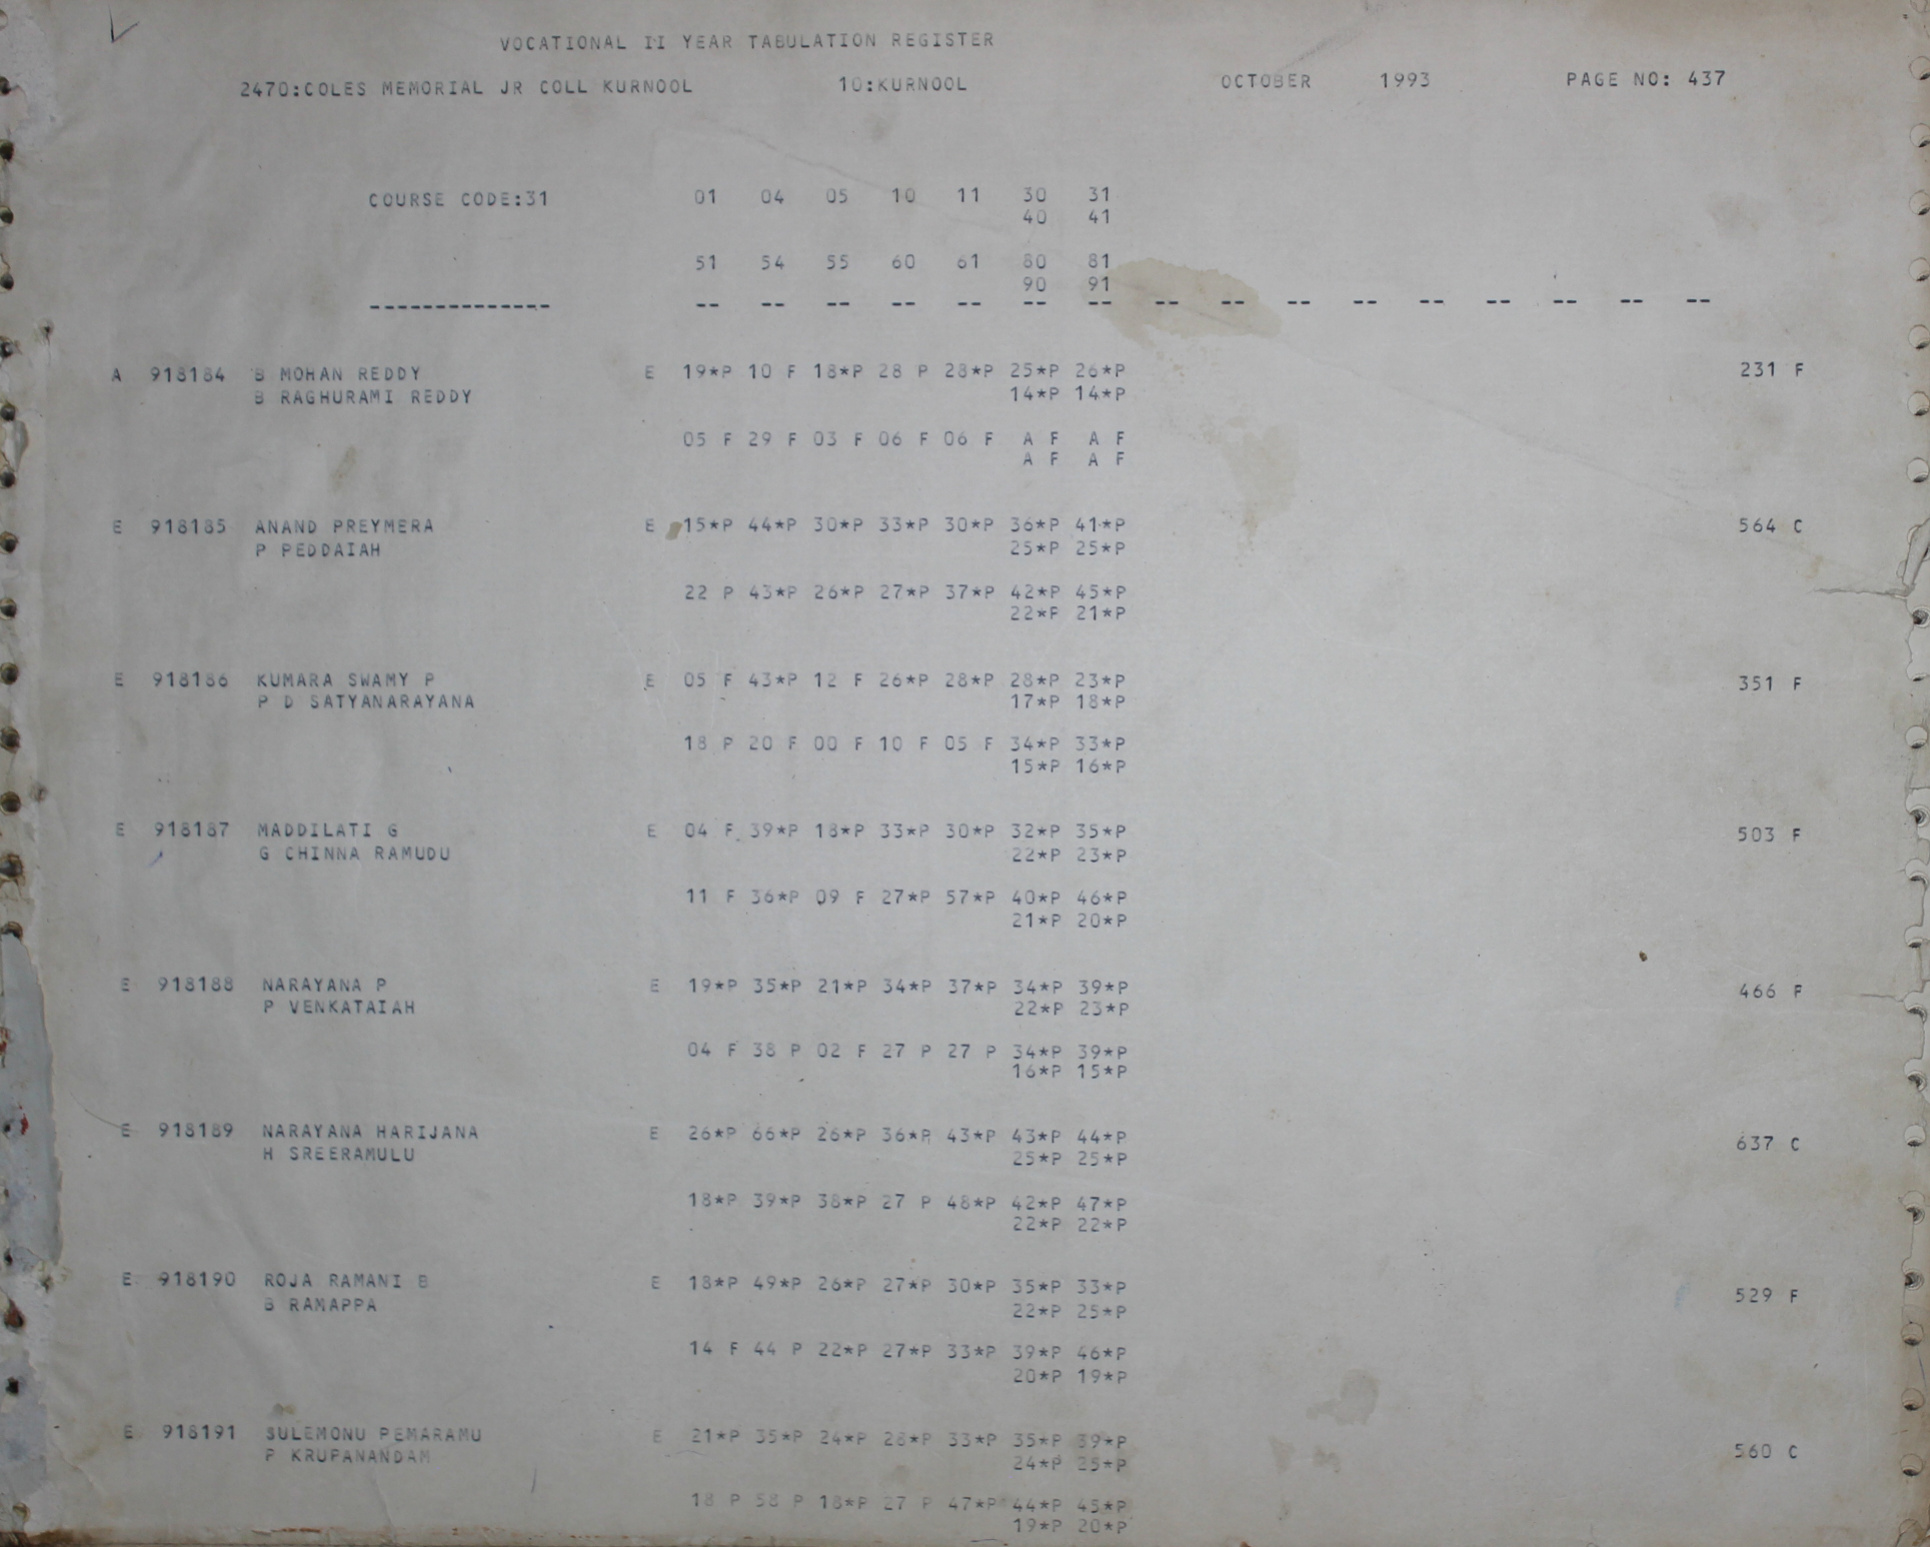 VOCATIONAL II YEAR TABULATION REGISTER
2470:COLES MEMORIAL JR COLL KURNOOL 10:KURNOOL OCTOBER 1993 PAGE NO: 437
COURSE CODE:31 01 04 05 10 11 30 31
40 41
51 54 55 60 61 80 81
90 91
-------------- -- -- -- -- -- -- -- -- -- -- -- -- -- -- -- --
A 918184 B MOHAN REDDY E 19*P 10 F 18*P 28 P 28*P 25*P 26*P 231 F
B RAGHURAMI REDDY 14*P 14*P
05 F 29 F 03 F 06 F 06 F A F A F
A F A F
E 918185 ANAND PREYMERA E 15*P 44*P 30*P 33*P 30*P 36*P 41*P 564 C
P PEDDAIAH 25*P 25*P
22 P 43*P 26*P 27*P 37*P 42*P 45*P
22*P 21*P
E 918186 KUMARA SWAMY P E 05 F 43*P 12 F 26*P 28*P 28*P 23*P 351 F
P D SATYANARAYANA 17*P 18*P
18 P 20 F 00 F 10 F 05 F 34*P 33*P
15*P 16*P
E 918187 MADDILATI G E 04 F 39*P 18*P 33*P 30*P 32*P 35*P 503 F
G CHINNA RAMUDU 22*P 23*P
11 F 36*P 09 F 27*P 57*P 40*P 46*P
21*P 20*P
E 918188 NARAYANA P E 19*P 35*P 21*P 34*P 37*P 34*P 39*P 466 F
P VENKATAIAH 22*P 23*P
04 F 38 P 02 F 27 P 27 P 34*P 39*P
16*P 15*P
E 918189 NARAYANA HARIJANA E 26*P 66*P 26*P 36*P 43*P 43*P 44*P 637 C
H SREERAMULU 25*P 25*P
18*P 39*P 38*P 27 P 48*P 42*P 47*P
22*P 22*P
E 918190 ROJA RAMANI B E 18*P 49*P 26*P 27*P 30*P 35*P 33*P 529 F
B RAMAPPA 22*P 25*P
14 F 44 P 22*P 27*P 33*P 39*P 46*P
20*P 19*P
E 918191 SULEMONU PEMARAMU E 21*P 35*P 24*P 28*P 33*P 35*P 39*P 560 C
P KRUPANANDAM 24*P 25*P
18 P 58 P 18*P 27 P 47*P 44*P 45*P
19*P 20*P